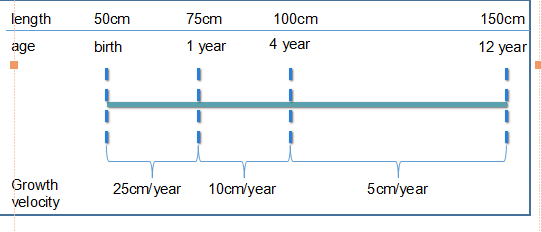 length 50cm 75cm 100cm 150cm
age birth 1 year 4 year 12 year
Growth
velocity 25cm/year 10cm/year 5cm/year